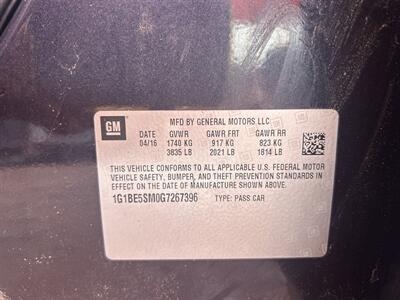 MFD BY GENERAL MOTORS LLC
GM
DATE GVWR GAWR FRT GAWR RR
04/16 1740 KG 917 KG 823 KG
3835 LB 2021 LB 1814 LB
THIS VEHICLE CONFORMS TO ALL APPLICABLE U.S. FEDERAL MOTOR
VEHICLE SAFETY, BUMPER, AND THEFT PREVENTION STANDARDS
IN EFFECT ON THE DATE OF MANUFACTURE SHOWN ABOVE.
1G1BE5SM0G7267396 TYPE: PASS CAR